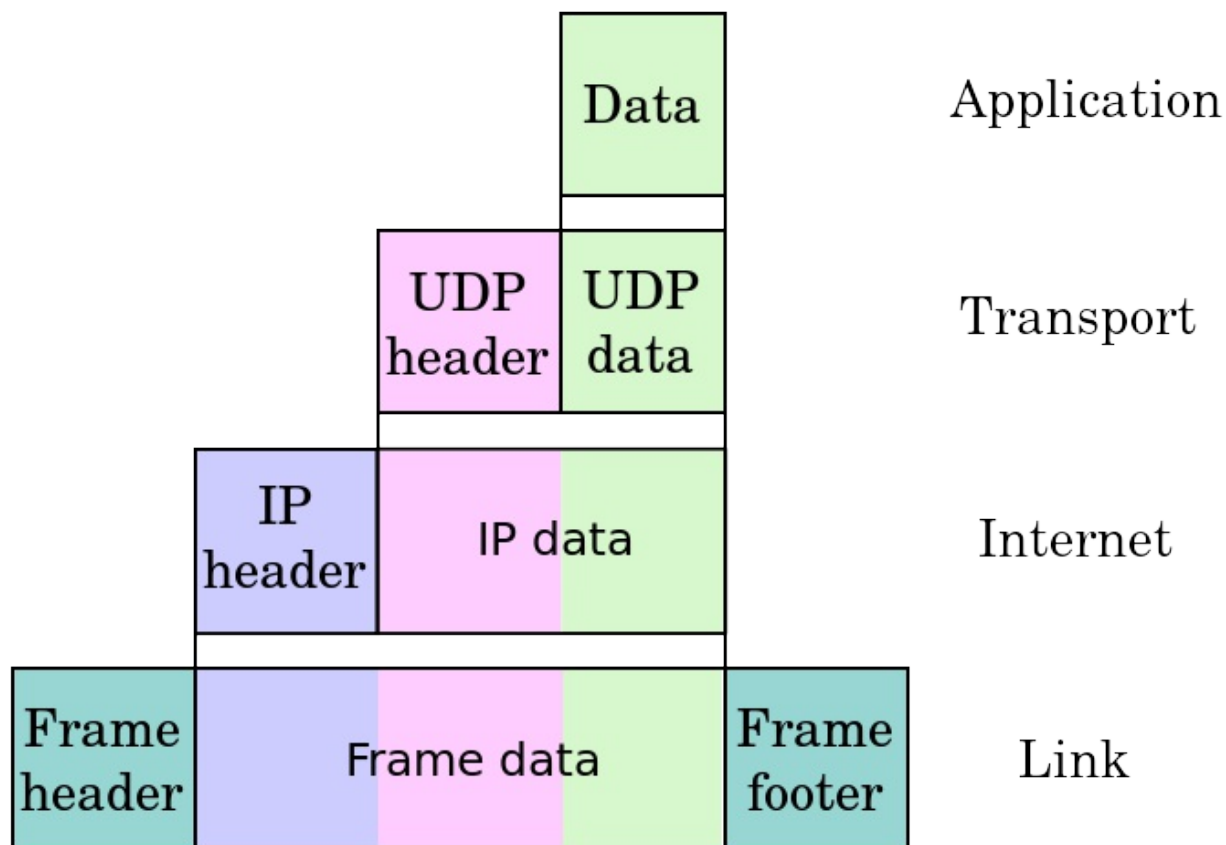 Data
Application
UDP
header
UDP
data
Transport
IP
header
IP data
Internet
Frame
header
Frame data
Frame
footer
Link